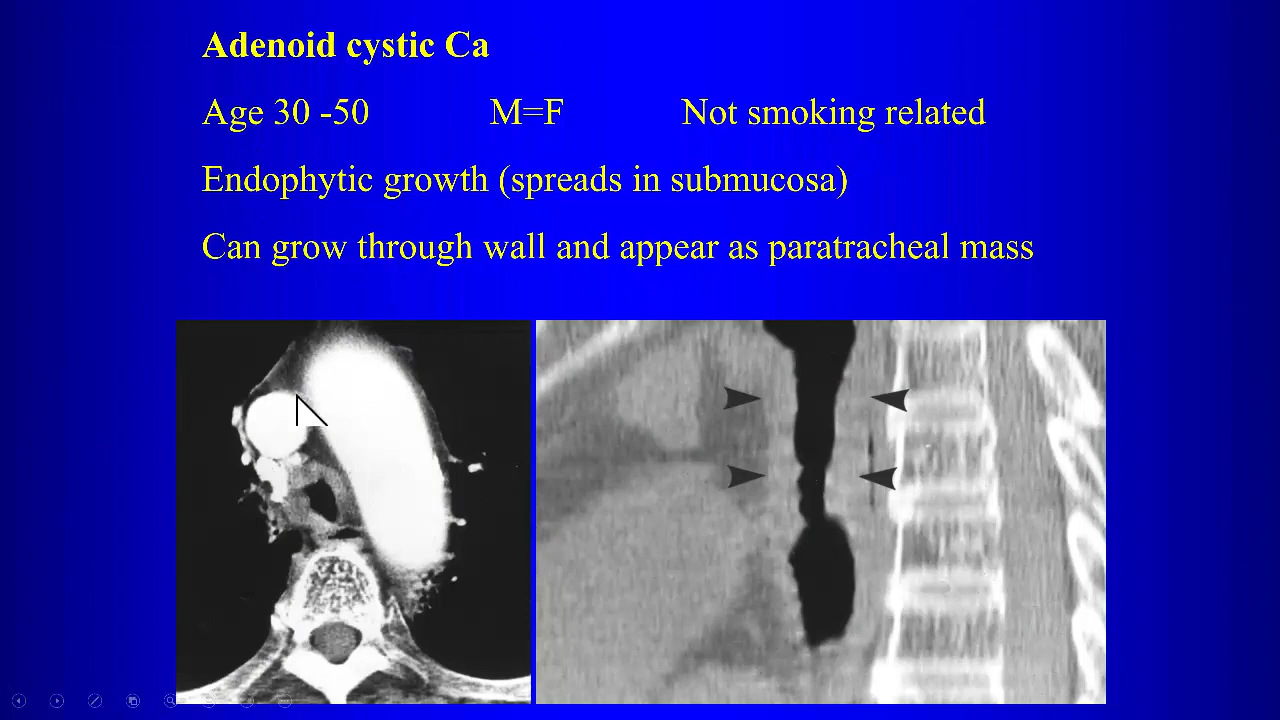 Adenoid cystic Ca
Age 30 -50 M=F Not smoking related
Endophytic growth (spreads in submucosa)
Can grow through wall and appear as paratracheal mass